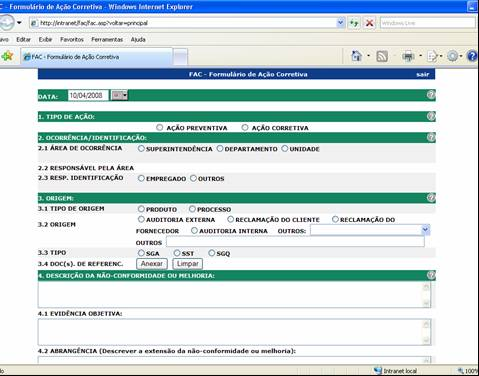 C - Formulário de Ação Corretiva - Windows Internet Explorer
http://intranet/fac/fac.asp?voltar=principal
Windows Live
Editar Exibir Favoritos Ferramentas Ajuda
FAC - Formulário de Ação Corretiva
FAC - Formulário de Ação Corretiva sair
DATA: 10/04/2008
1. TIPO DE AÇÃO:
AÇÃO PREVENTIVA AÇÃO CORRETIVA
2. OCORRÊNCIA/IDENTIFICAÇÃO:
2.1 ÁREA DE OCORRÊNCIA SUPERINTENDÊNCIA DEPARTAMENTO UNIDADE
2.2 RESPONSÁVEL PELA ÁREA
2.3 RESP. IDENTIFICAÇÃO EMPREGADO OUTROS
3. ORIGEM:
3.1 TIPO DE ORIGEM PRODUTO PROCESSO
3.2 ORIGEM AUDITORIA EXTERNA RECLAMAÇÃO DO CLIENTE RECLAMAÇÃO DO
FORNECEDOR AUDITORIA INTERNA OUTROS:
OUTROS
3.3 TIPO SGA SST SGQ
3.4 DOC(s). DE REFERENC. Anexar Limpar
4. DESCRIÇÃO DA NÃO-CONFORMIDADE OU MELHORIA:
4.1 EVIDÊNCIA OBJETIVA:
4.2 ABRANGÊNCIA (Descrever a extensão da não-conformidade ou melhoria):
Intranet local 100%